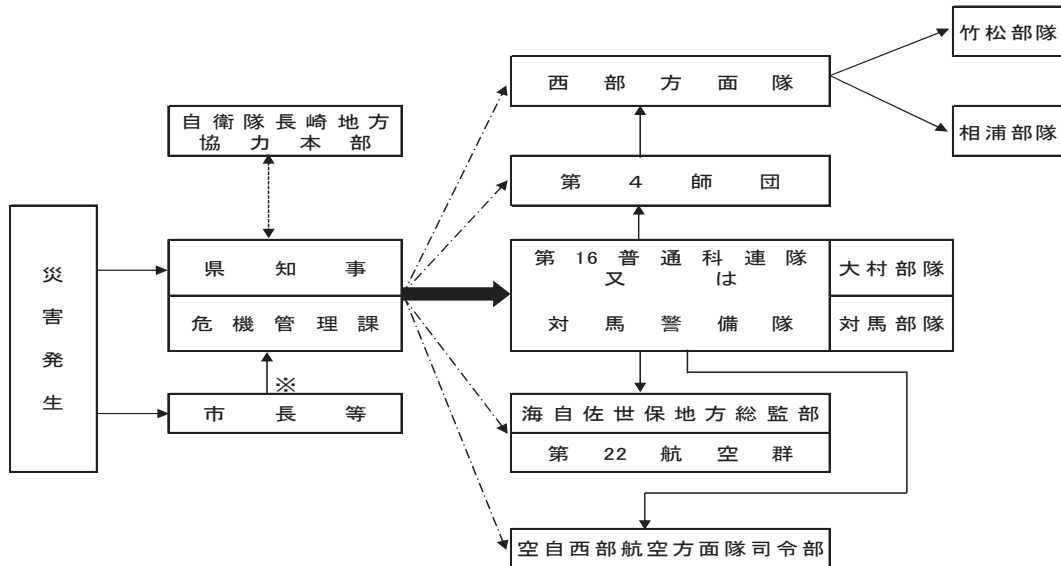 竹松部隊
西部方面隊
自衛隊長崎地方
協力本部
相浦部隊
第4師団
災害発生
県知事
危機管理課
※
市長等
第16普通科連隊
又は
対馬警備隊
大村部隊
対馬部隊
海自佐世保地方総監部
第22航空群
空自西部航空方面隊司令部